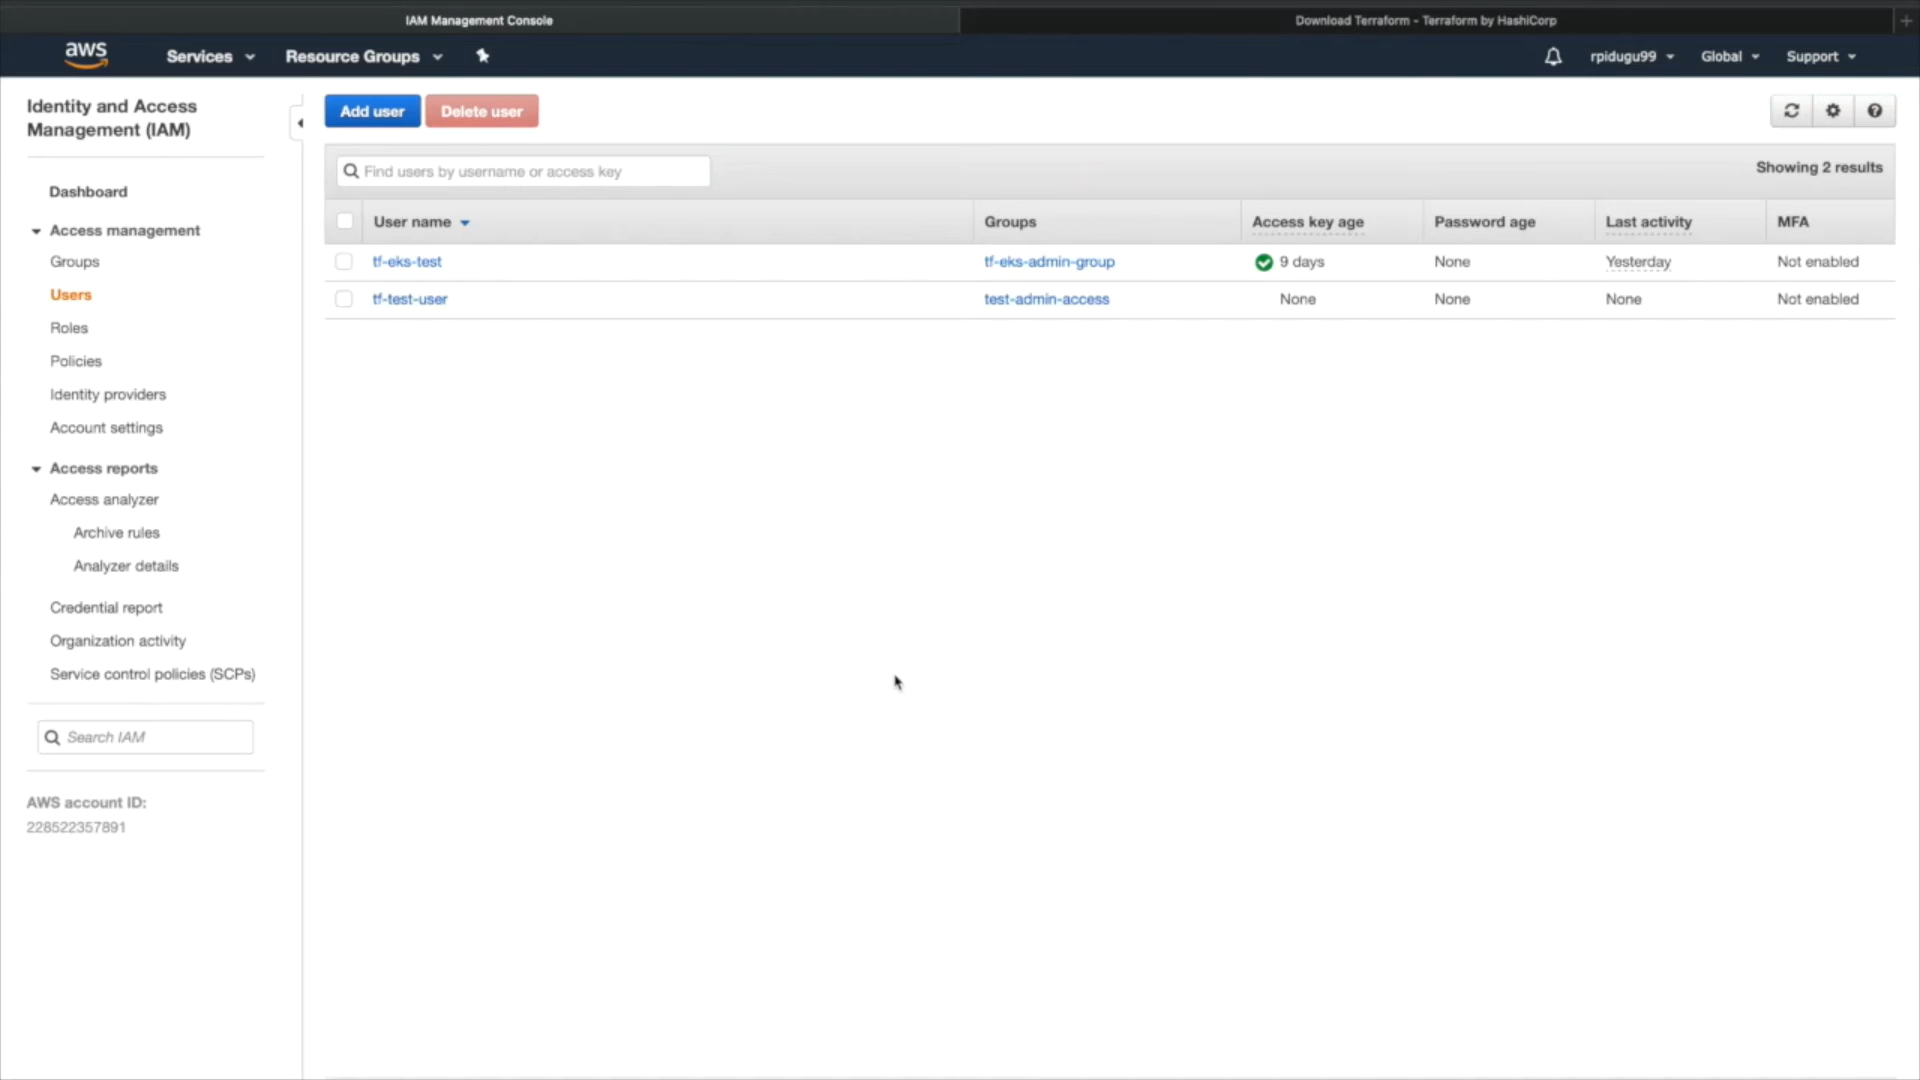 IAM Management Console
Download Terraform - Terraform by HashiCorp
aws
Services
Resource Groups
rpidugu99
Global
Support
Identity and Access
Management (IAM)
Dashboard
Access management
Groups
Users
Roles
Policies
Identity providers
Account settings
Access reports
Access analyzer
Archive rules
Analyzer details
Credential report
Organization activity
Service control policies (SCPs)
Search IAM
AWS account ID:
228522357891
Add user
Delete user
Find users by username or access key
Showing 2 results
User name Groups Access key age Password age Last activity MFA
tf-eks-test tf-eks-admin-group 9 days None Yesterday Not enabled
tf-test-user test-admin-access None None None Not enabled